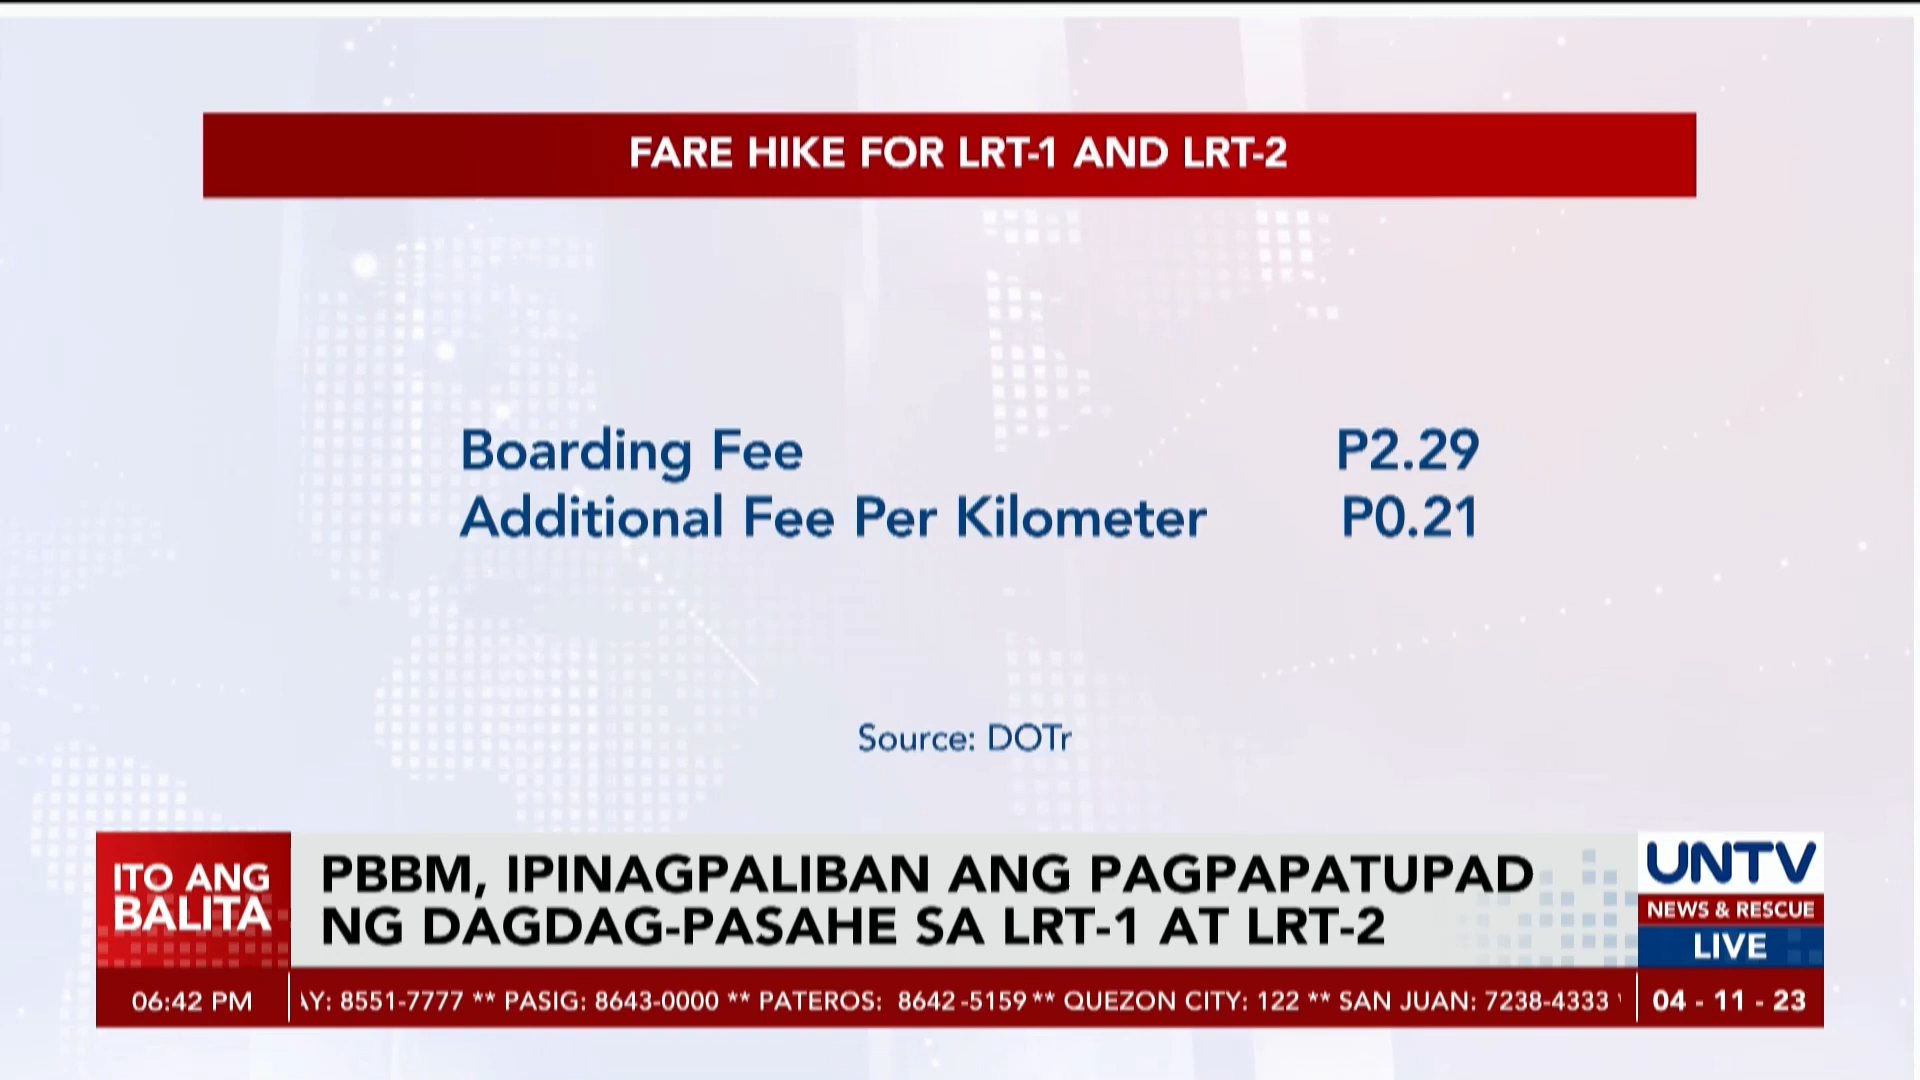 FARE HIKE FOR LRT-1 AND LRT-2
Boarding Fee P2.29
Additional Fee Per Kilometer P0.21
Source: DOTr
ITO ANG
BALITA
PBBM, IPINAGPALIBAN ANG PAGPAPATUPAD
NG DAGDAG-PASAHE SA LRT-1 AT LRT-2
UNTV
NEWS & RESCUE
LIVE
06:42 PM
AY: 8551-7777 ** PASIG: 8643-0000 ** PATEROS: 8642-5159 ** QUEZON CITY: 122 ** SAN JUAN: 7238-4333
04 - 11 - 23